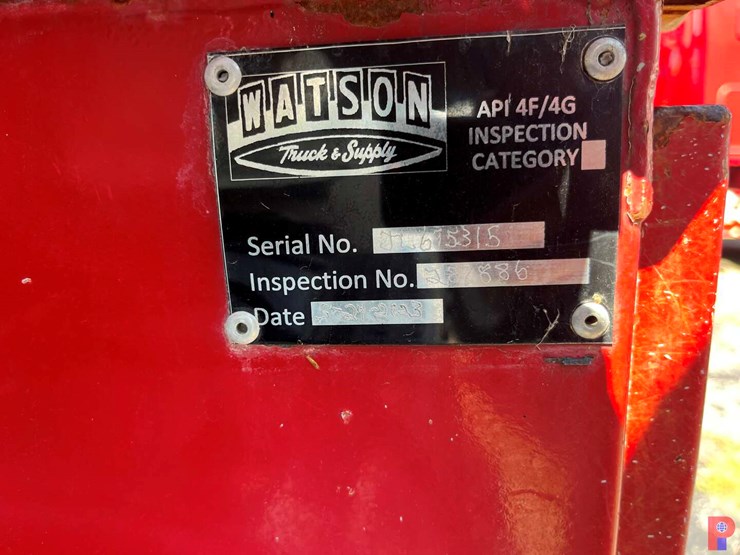 WATSON
Truck & Supply
API 4F/4G
INSPECTION
CATEGORY
Serial No.
Inspection No.
Date